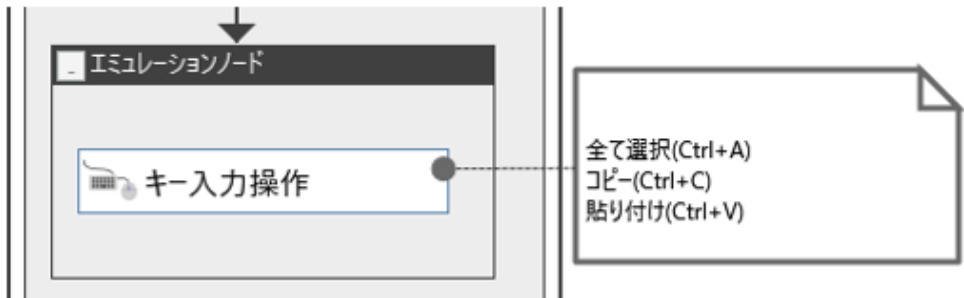 エミュレーションノード
キー入力操作
全て選択(Ctrl+A)
コピー(Ctrl+C)
貼り付け(Ctrl+V)